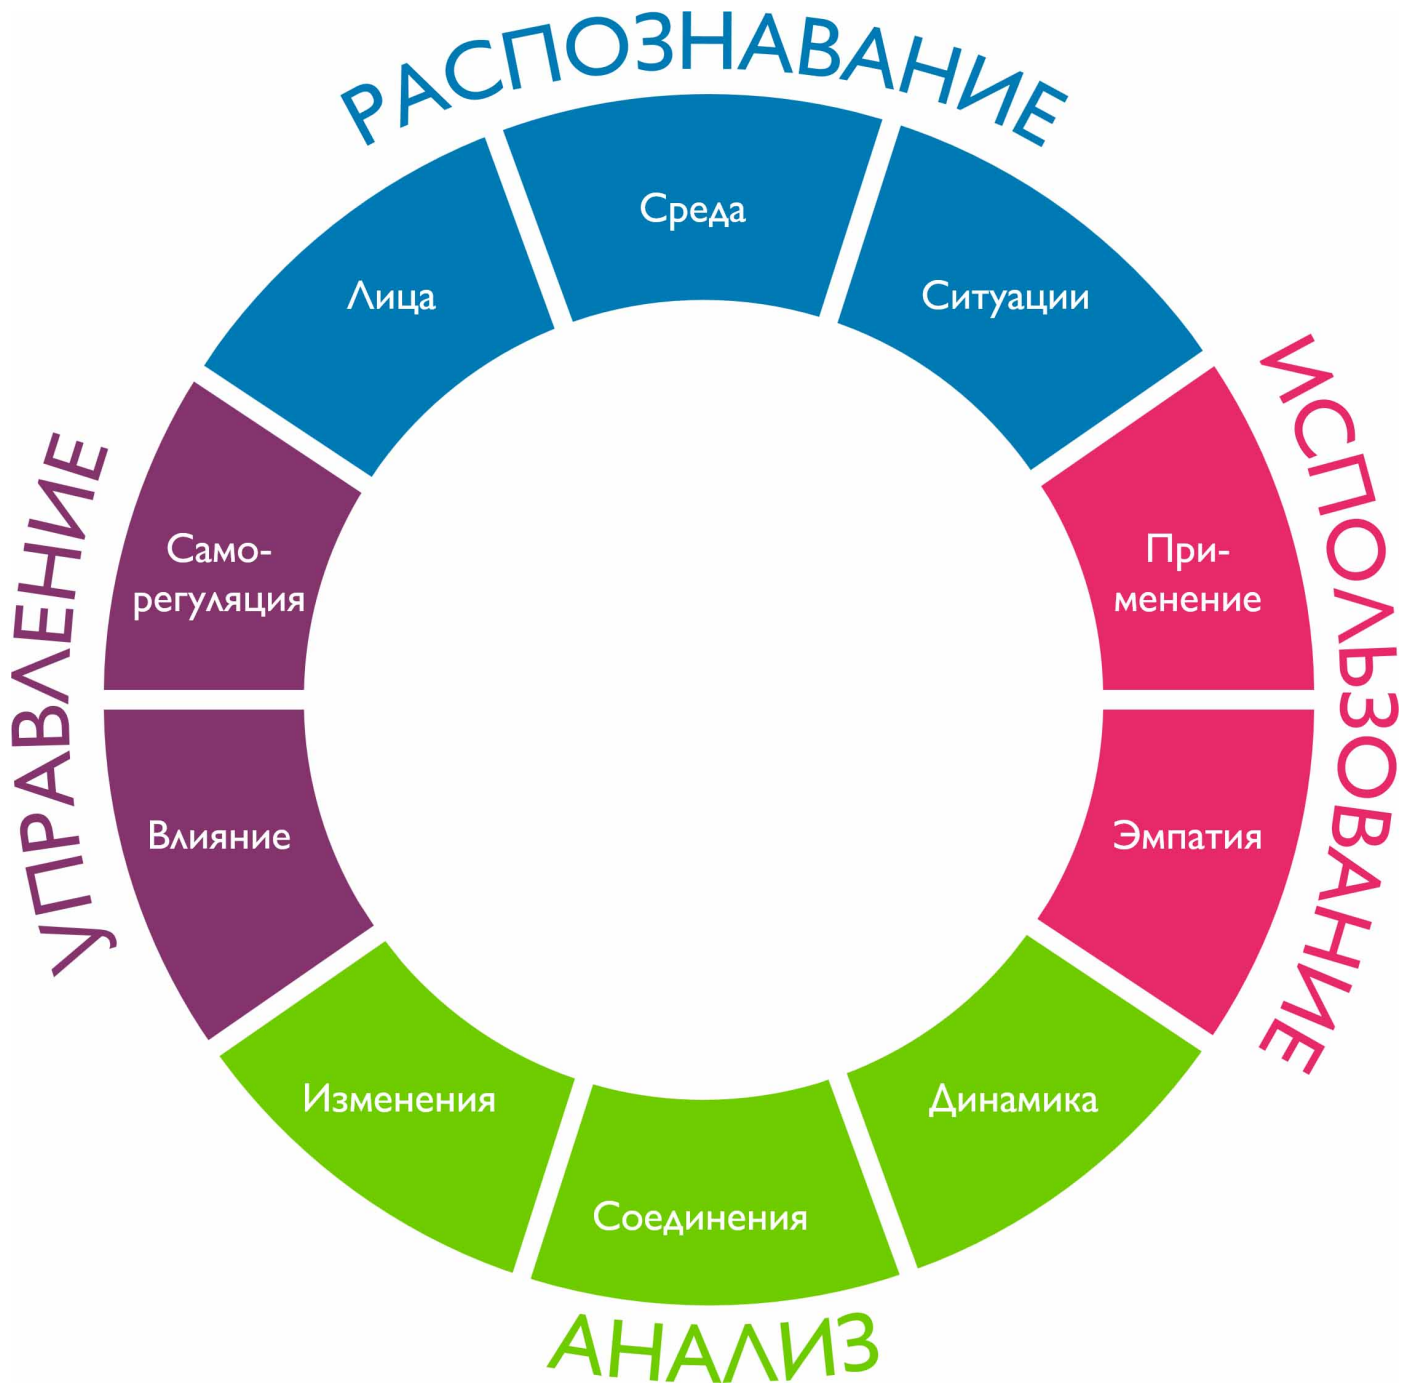 РАСПОЗНАВАНИЕ
Среда
Лица
Ситуации
ИСПОЛЬЗОВАНИЕ
При-
менение
Эмпатия
Динамика
Соединения
Изменения
АНАЛИЗ
УПРАВЛЕНИЕ
Само-
регуляция
Влияние